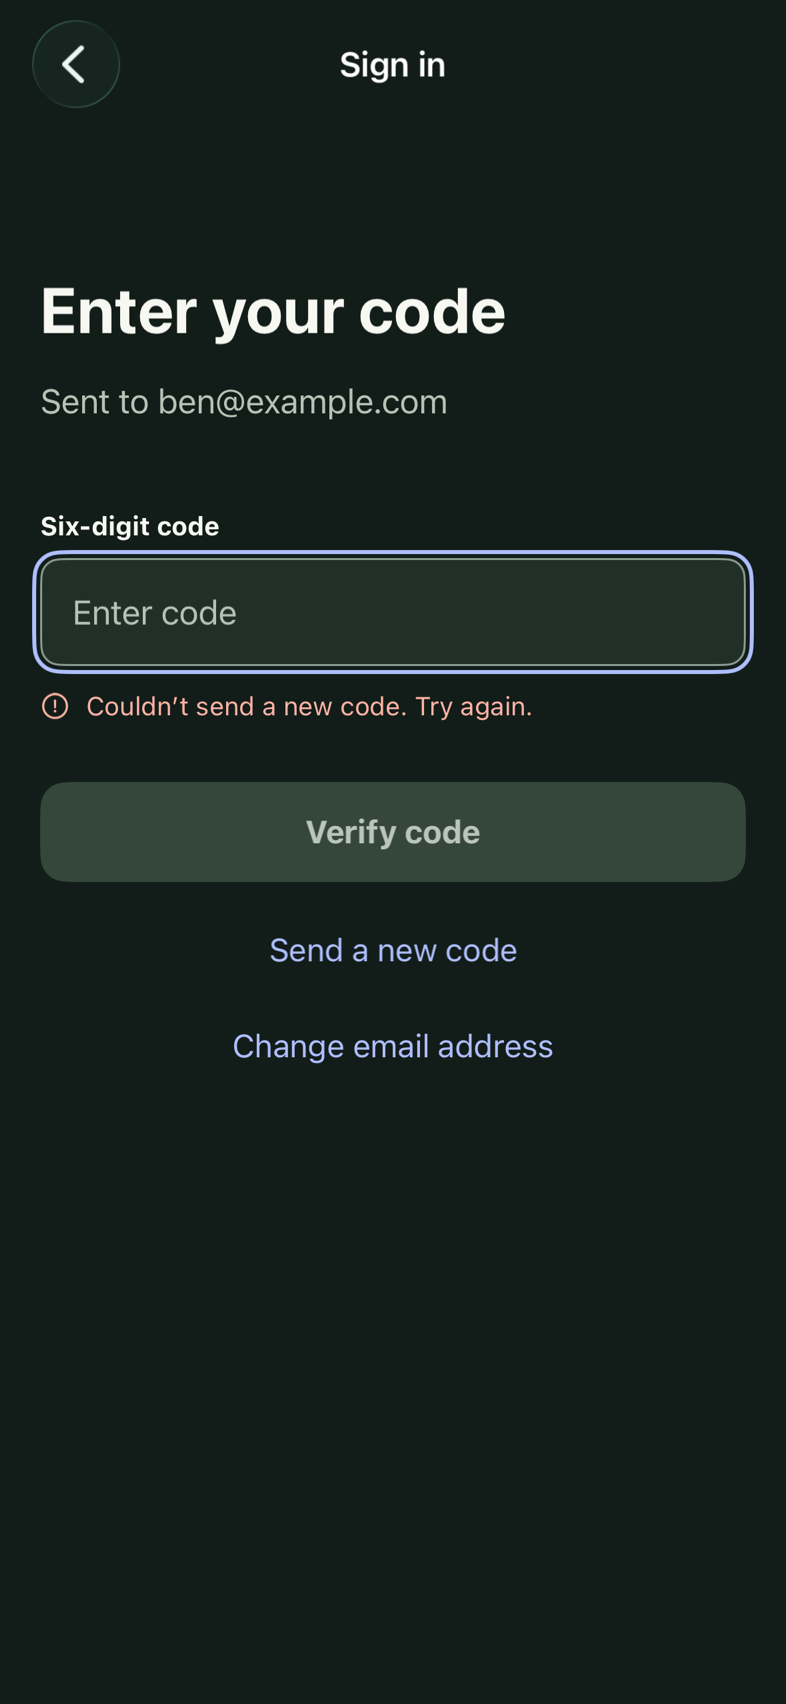 Sign in
Enter your code
Sent to ben@example.com
Six-digit code
Enter code
Couldn’t send a new code. Try again.
Verify code
Send a new code
Change email address